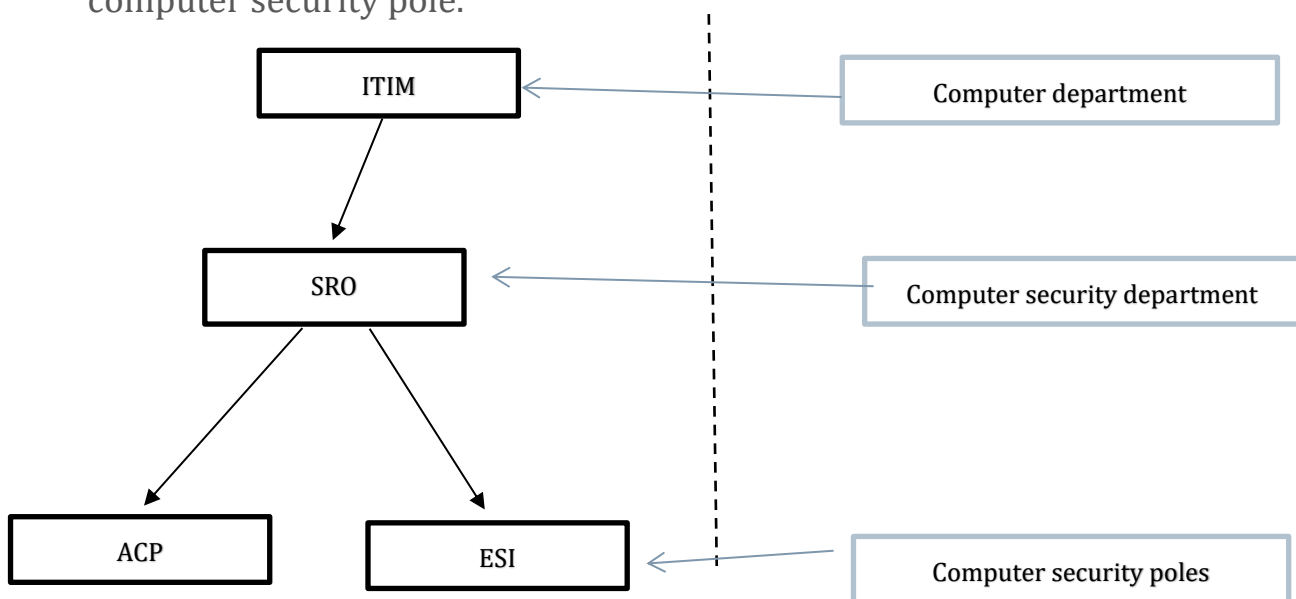 computer security pole.
ITIM
Computer department
SRO
Computer security department
ACP
ESI
Computer security poles